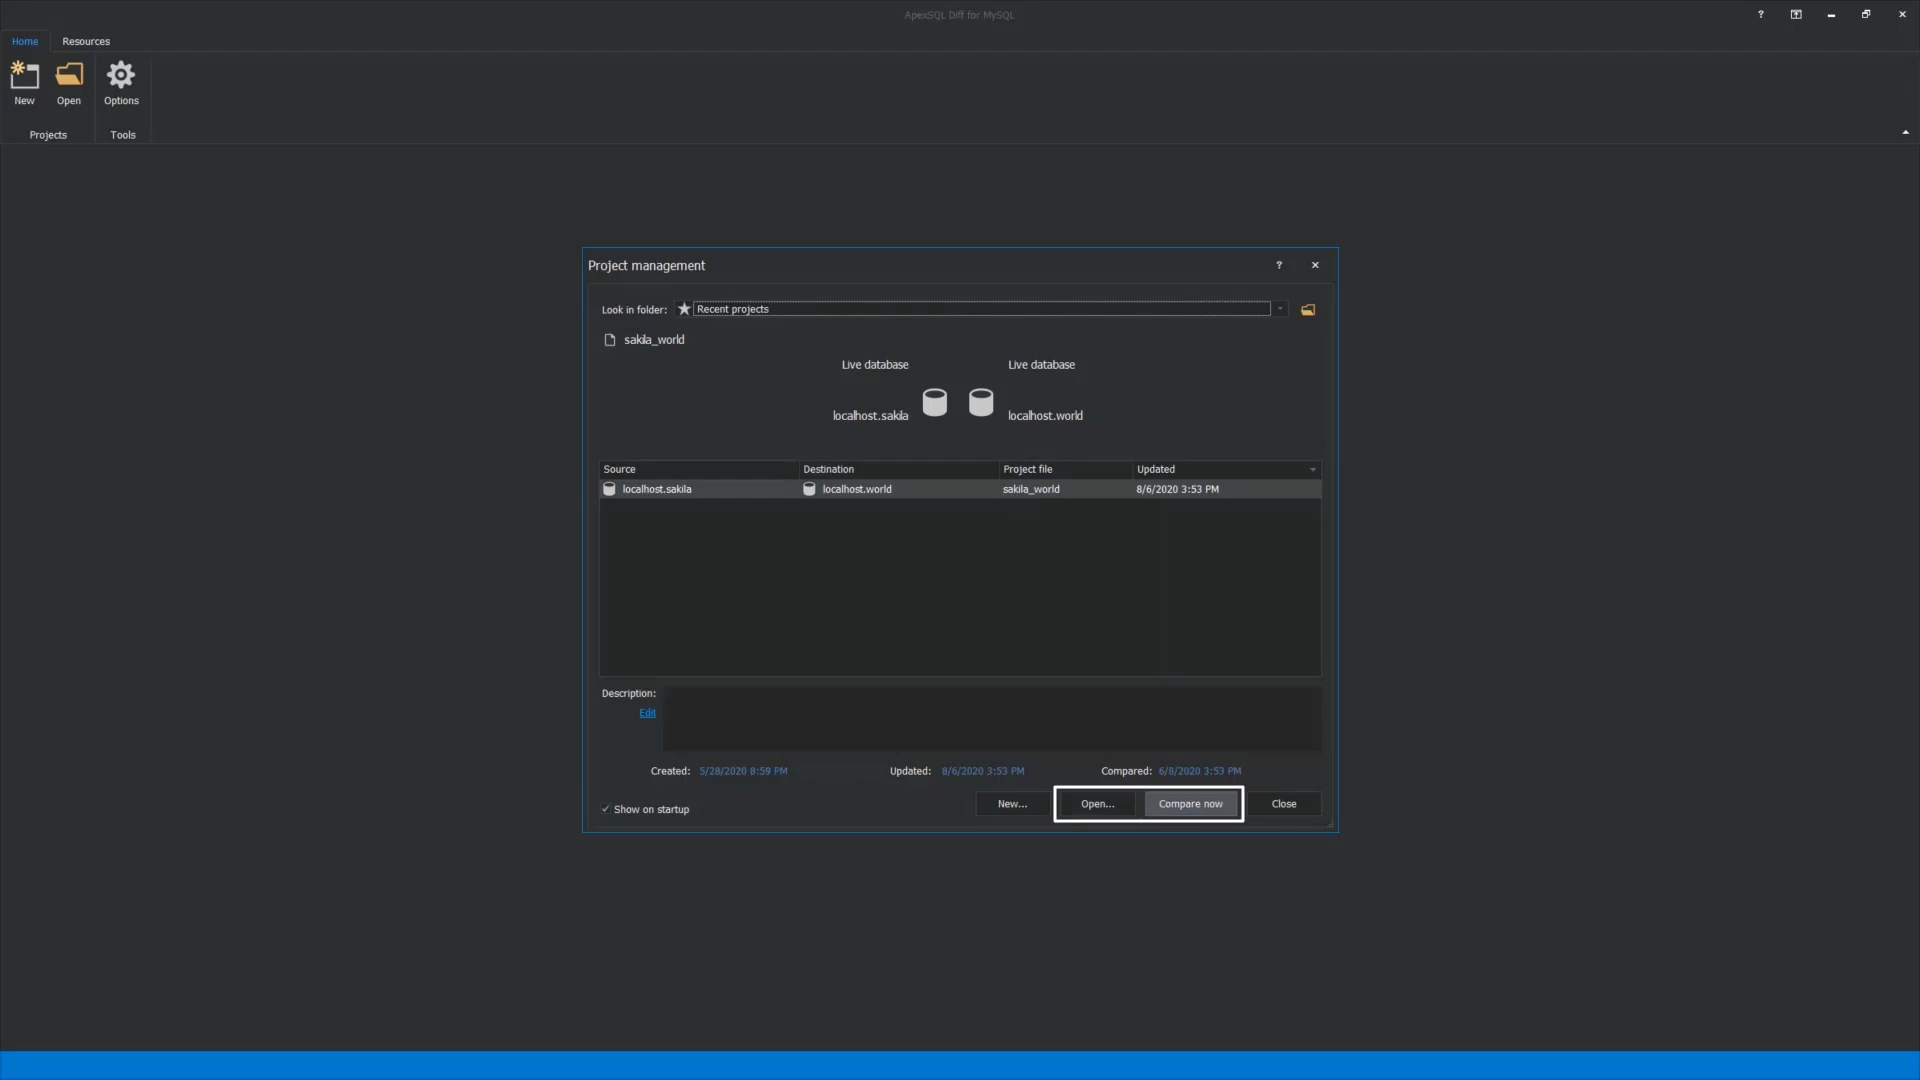 ApexSQL Diff for MySQL
Home Resources
New Open Options
Projects Tools
Project management
Look in folder: Recent projects
sakila_world
Live database Live database
localhost.sakila localhost.world
Source Destination Project file Updated
localhost.sakila localhost.world sakila_world 8/6/2020 3:53 PM
Description:
Edit
Created: 5/28/2020 8:59 PM Updated: 8/6/2020 3:53 PM Compared: 6/8/2020 3:53 PM
Show on startup New... Open... Compare now Close